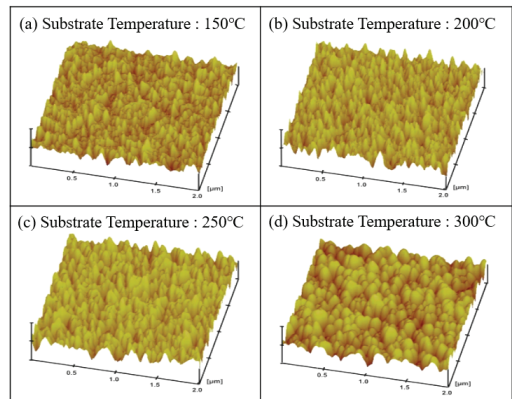 (a) Substrate Temperature : 150℃
0.5
1.0
1.5
2.0
[μm]
(b) Substrate Temperature : 200℃
0.5
1.0
1.5
2.0
[μm]
(c) Substrate Temperature : 250℃
0.5
1.0
1.5
2.0
[μm]
(d) Substrate Temperature : 300℃
0.5
1.0
1.5
2.0
[μm]